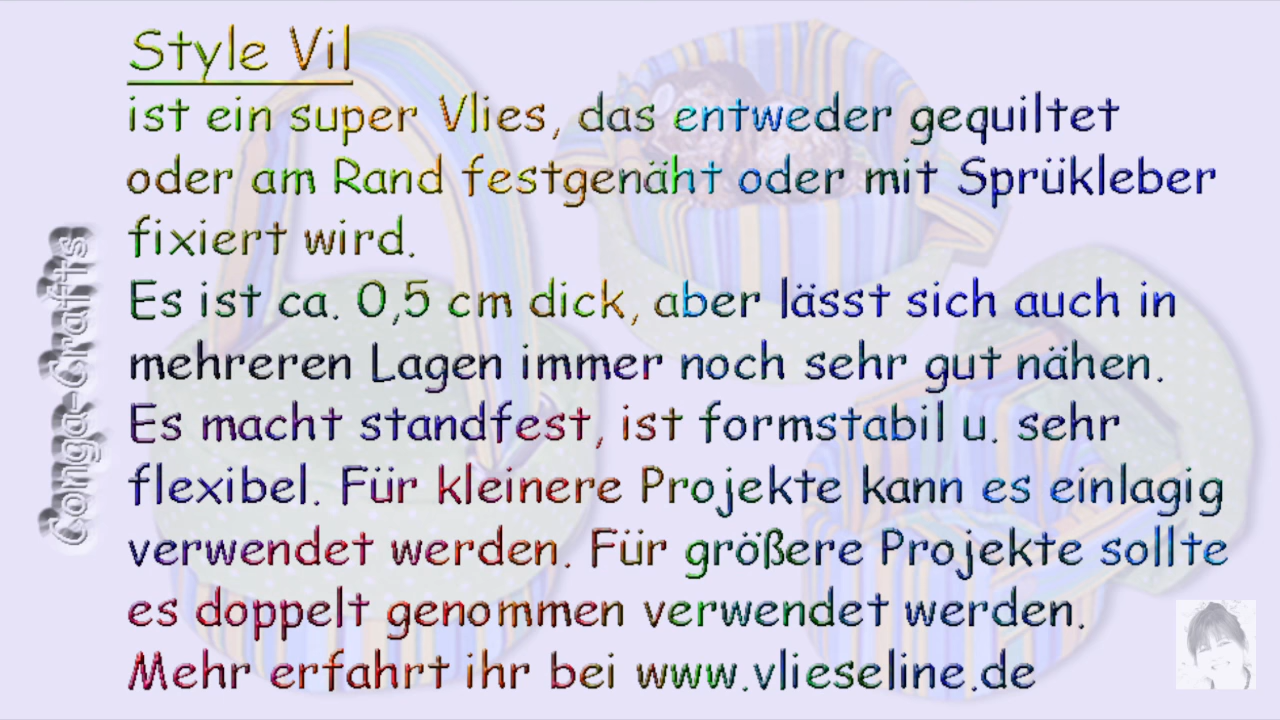 Style Vil
ist ein super Vlies, das entweder gequiltet
oder am Rand festgenäht oder mit Sprükleber
fixiert wird.
Es ist ca. 0,5 cm dick, aber lässt sich auch in
mehreren Lagen immer noch sehr gut nähen.
Es macht standfest, ist formstabil u. sehr
flexibel. Für kleinere Projekte kann es einlagig
verwendet werden. Für größere Projekte sollte
es doppelt genommen verwendet werden.
Mehr erfahrt ihr bei www.vlieseline.de
Conga-Crafts